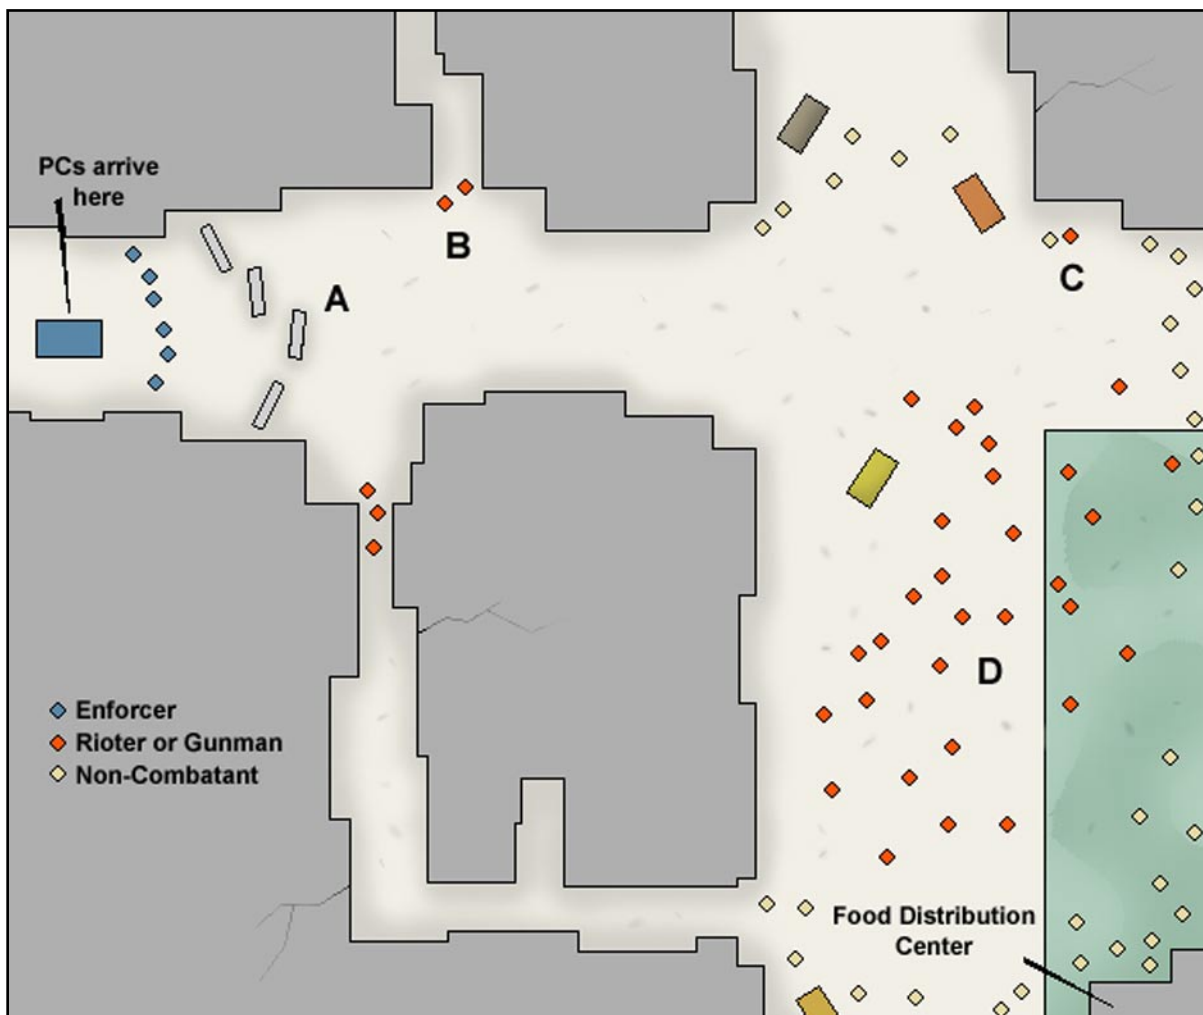 PCs arrive
here
B
A
C
D
Enforcer
Rioter or Gunman
Non-Combatant
Food Distribution
Center